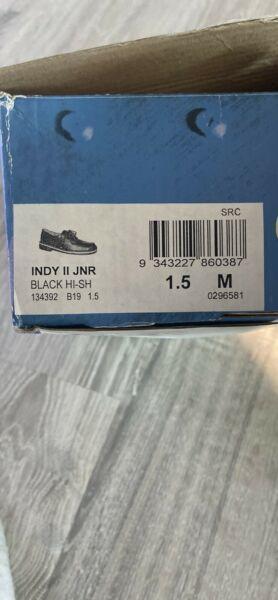 SRC
9 343227 860387
INDY II JNR
BLACK HI-SH
134392 B19 1.5
1.5 M
0296581